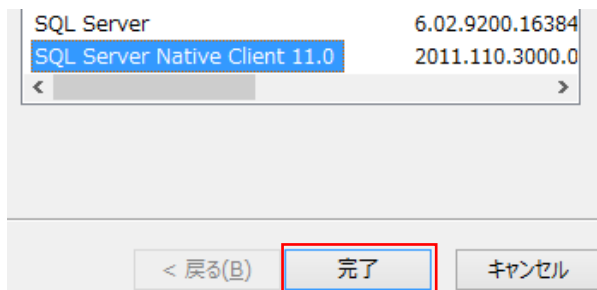 SQL Server 6.02.9200.16384
SQL Server Native Client 11.0 2011.110.3000.0
< 戻る(B) 完了 キャンセル